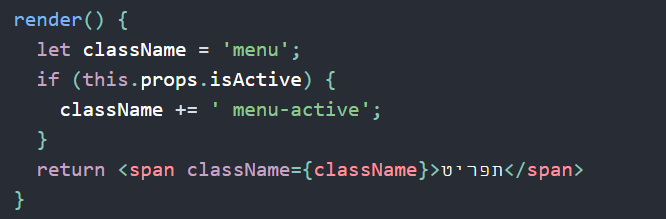 render() {
  let className = 'menu';
  if (this.props.isActive) {
    className += ' menu-active';
  }
  return <span className={className}>תפריט</span>
}